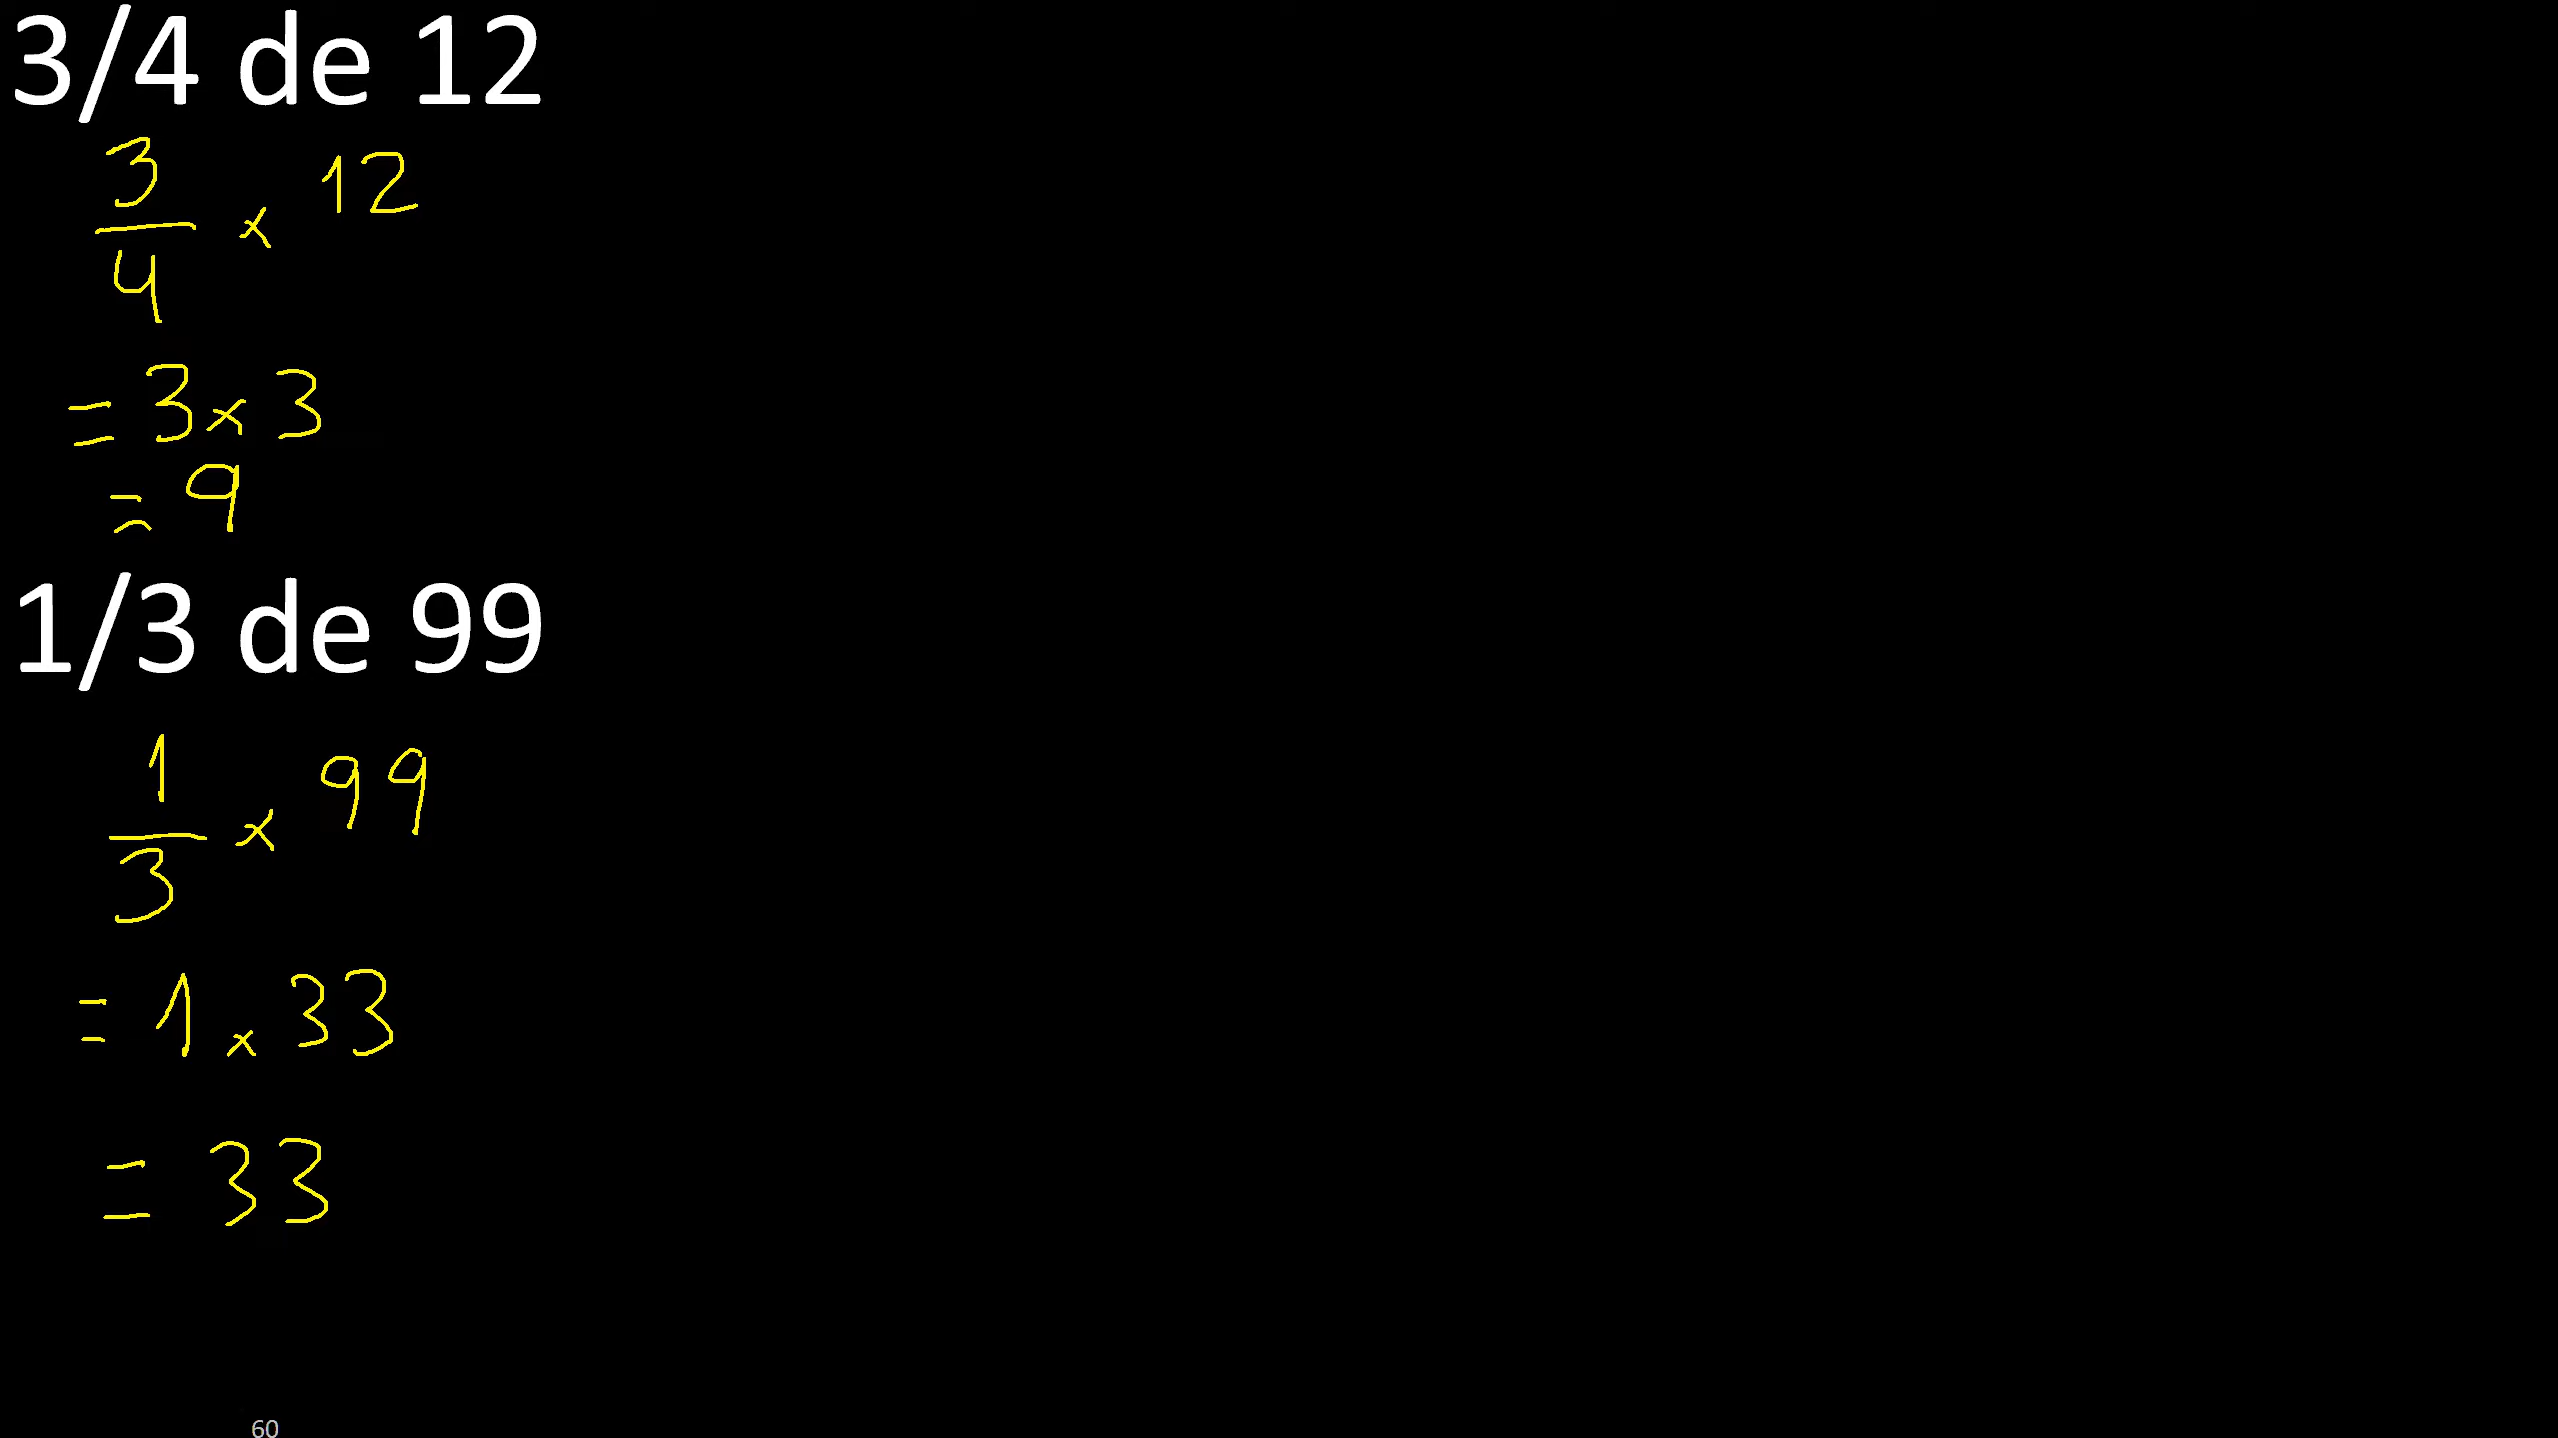 3/4 de 12
3/4 × 12
= 3 × 3
= 9
1/3 de 99
1/3 × 99
= 1 × 33
= 33
60